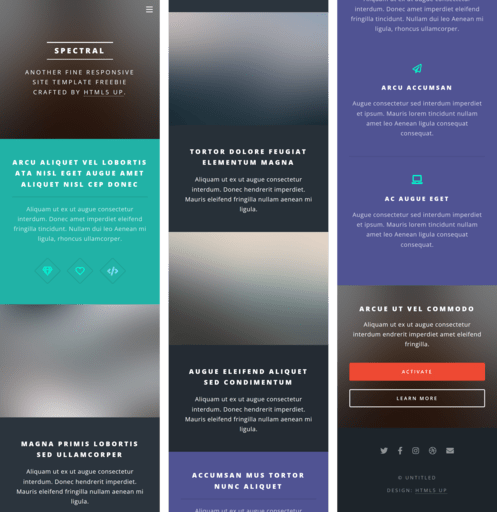 SPECTRAL
ANOTHER FINE RESPONSIVE
SITE TEMPLATE FREEBIE
CRAFTED BY HTML5 UP.
ARCU ALIQUET VEL LOBORTIS
ATA NISL EGET AUGUE AMET
ALIQUET NISL CEP DONEC
Aliquam ut ex ut augue consectetur
interdum. Donec amet imperdiet eleifend
fringilla tincidunt. Nullam dui leo Aenean mi
ligula, rhoncus ullamcorper.
MAGNA PRIMIS LOBORTIS
SED ULLAMCORPER
Aliquam ut ex ut augue consectetur
interdum. Donec hendrerit imperdiet.
Mauris eleifend fringilla nullam aenean mi
ligula.
TORTOR DOLORE FEUGIAT
ELEMENTUM MAGNA
Aliquam ut ex ut augue consectetur
interdum. Donec hendrerit imperdiet.
Mauris eleifend fringilla nullam aenean mi
ligula.
AUGUE ELEIFEND ALIQUET
SED CONDIMENTUM
Aliquam ut ex ut augue consectetur
interdum. Donec hendrerit imperdiet.
Mauris eleifend fringilla nullam aenean mi
ligula.
ACCUMSAN MUS TORTOR
NUNC ALIQUET
Aliquam ut ex ut augue consectetur
interdum. Donec amet imperdiet eleifend
fringilla tincidunt. Nullam dui leo Aenean mi
ligula, rhoncus ullamcorper.
ARCU ACCUMSAN
Augue consectetur sed interdum imperdiet
et ipsum. Mauris lorem tincidunt nullam
amet leo Aenean ligula consequat
consequat.
AC AUGUE EGET
Augue consectetur sed interdum imperdiet
et ipsum. Mauris lorem tincidunt nullam
amet leo Aenean ligula consequat
consequat.
ARCUE UT VEL COMMODO
Aliquam ut ex ut augue consectetur
interdum endrerit imperdiet amet eleifend
fringilla.
ACTIVATE
LEARN MORE
© UNTITLED
DESIGN: HTML5 UP